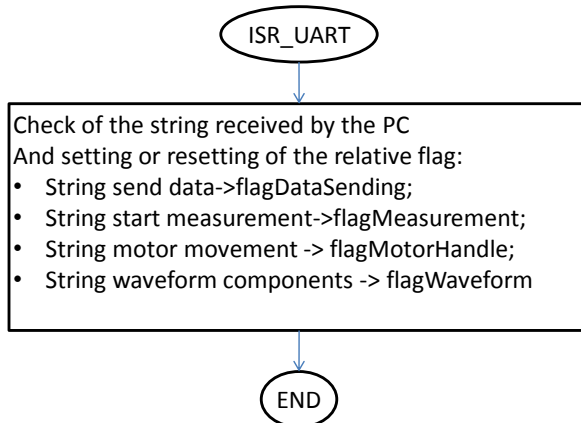 ISR_UART
Check of the string received by the PC
And setting or resetting of the relative flag:
• String send data->flagDataSending;
• String start measurement->flagMeasurement;
• String motor movement -> flagMotorHandle;
• String waveform components -> flagWaveform
END